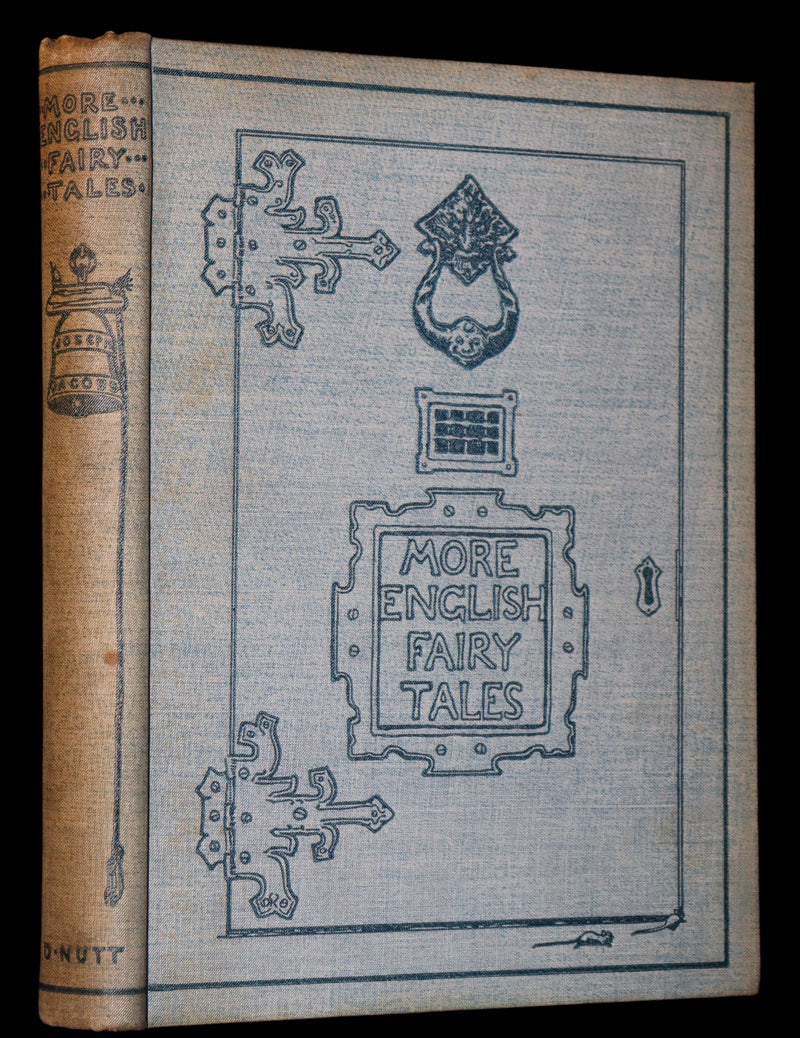 MORE...
ENGLISH
·FAIRY...
·TALES·
JOSEPH
JACOBS
D·NUTT
MORE
ENGLISH
FAIRY
TALES